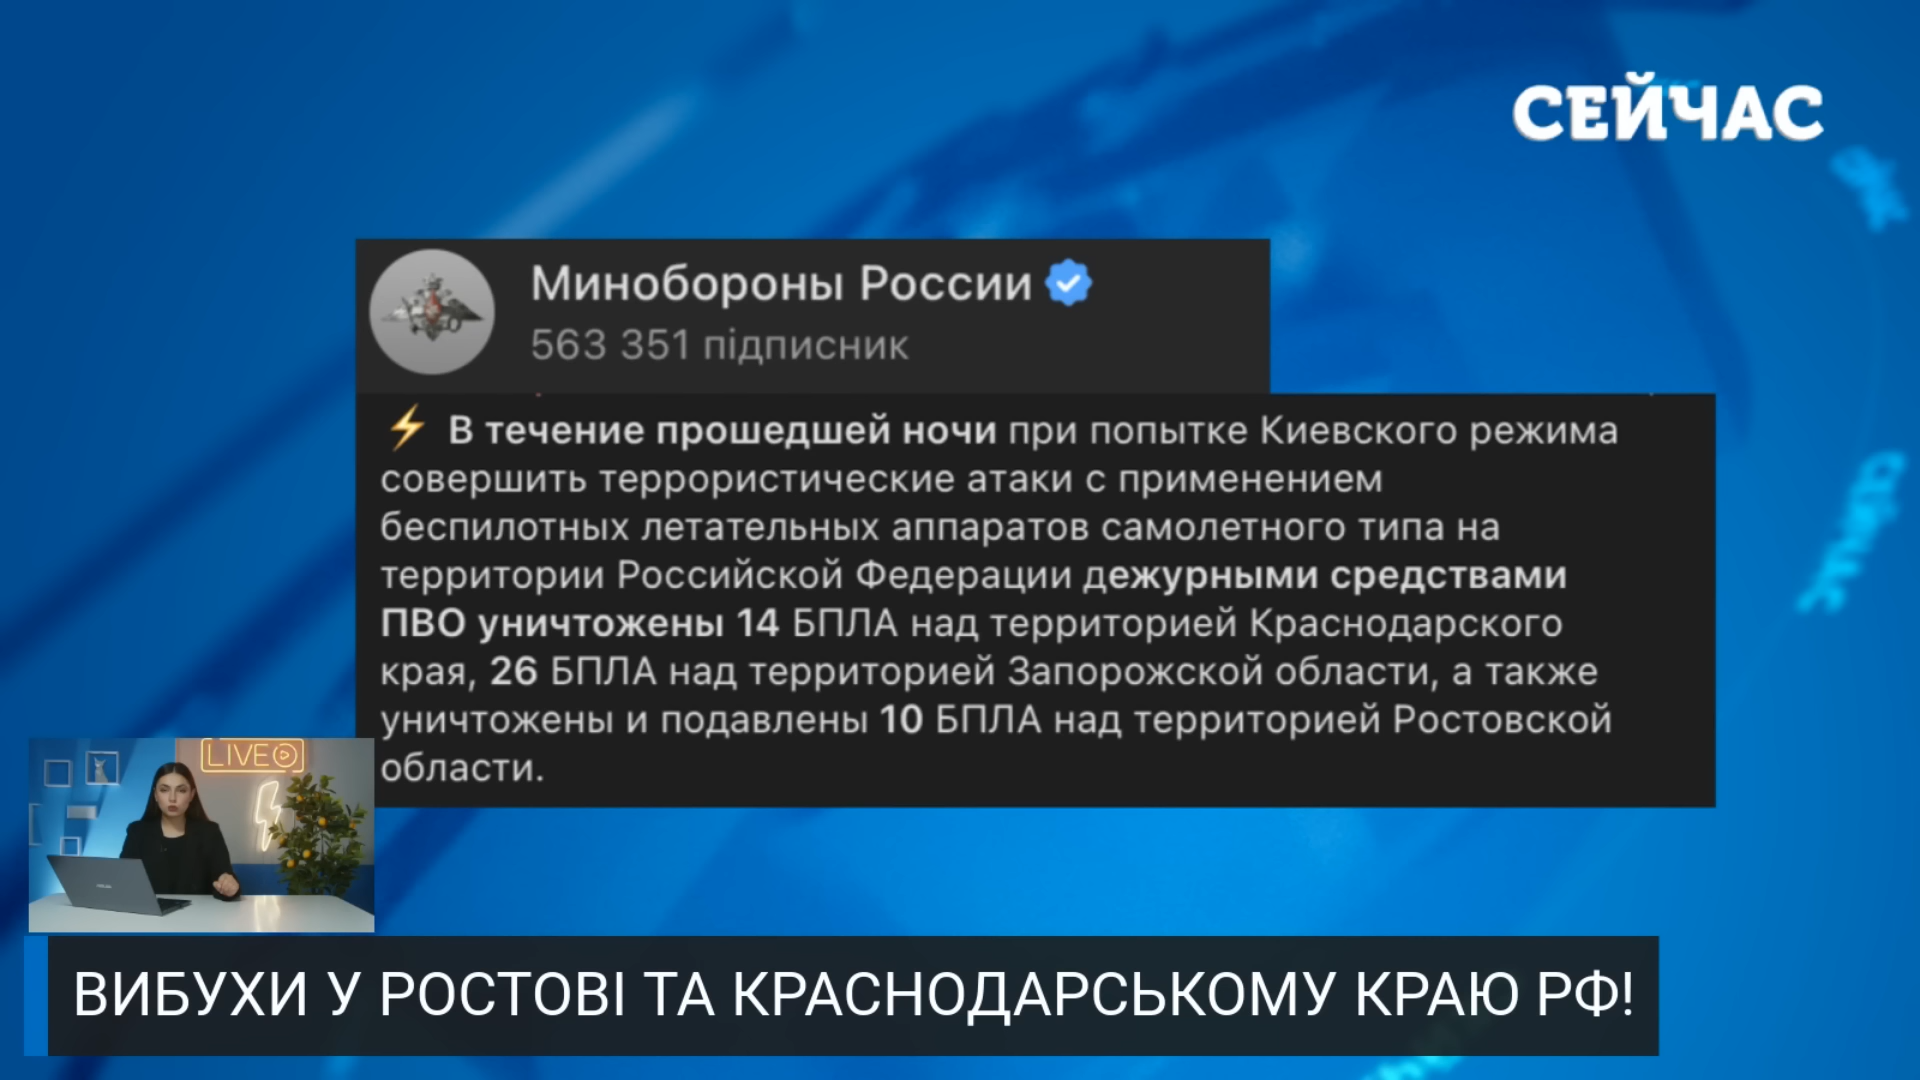 СЕЙЧАС
Минобороны России
563 351 підписник
⚡ В течение прошедшей ночи при попытке Киевского режима
совершить террористические атаки с применением
беспилотных летательных аппаратов самолетного типа на
территории Российской Федерации дежурными средствами
ПВО уничтожены 14 БПЛА над территорией Краснодарского
края, 26 БПЛА над территорией Запорожской области, а также
уничтожены и подавлены 10 БПЛА над территорией Ростовской
области.
LIVE
ВИБУХИ У РОСТОВІ ТА КРАСНОДАРСЬКОМУ КРАЮ РФ!